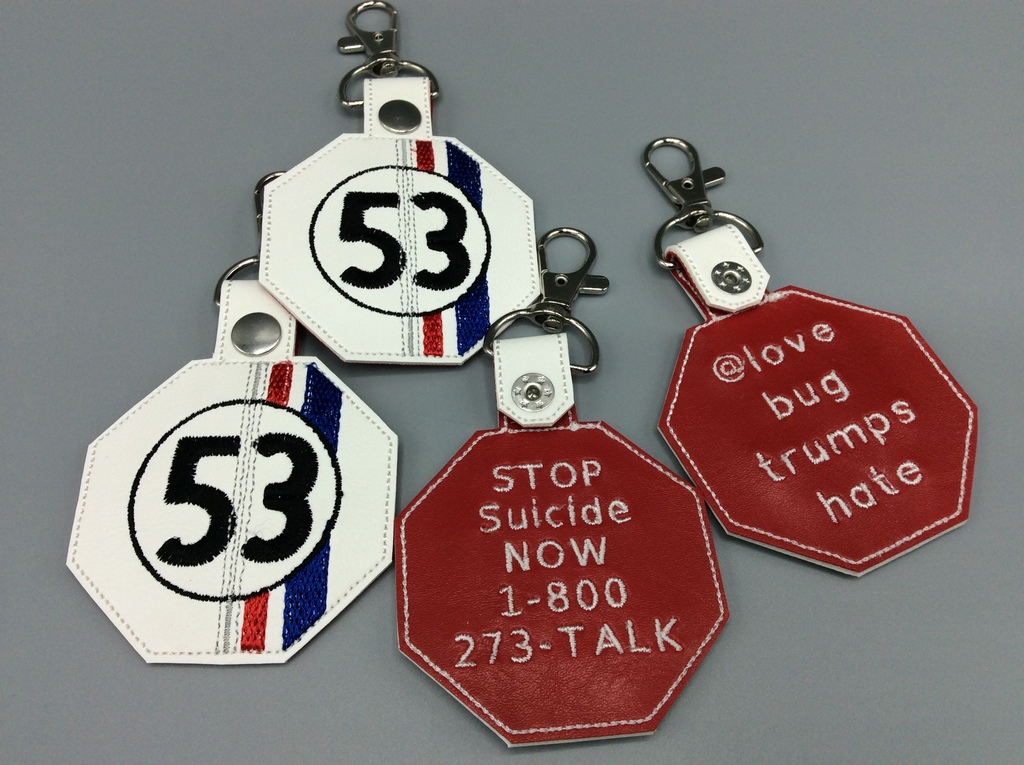 53
53
STOP
Suicide
NOW
1-800
273-TALK
@love
bug
trumps
hate